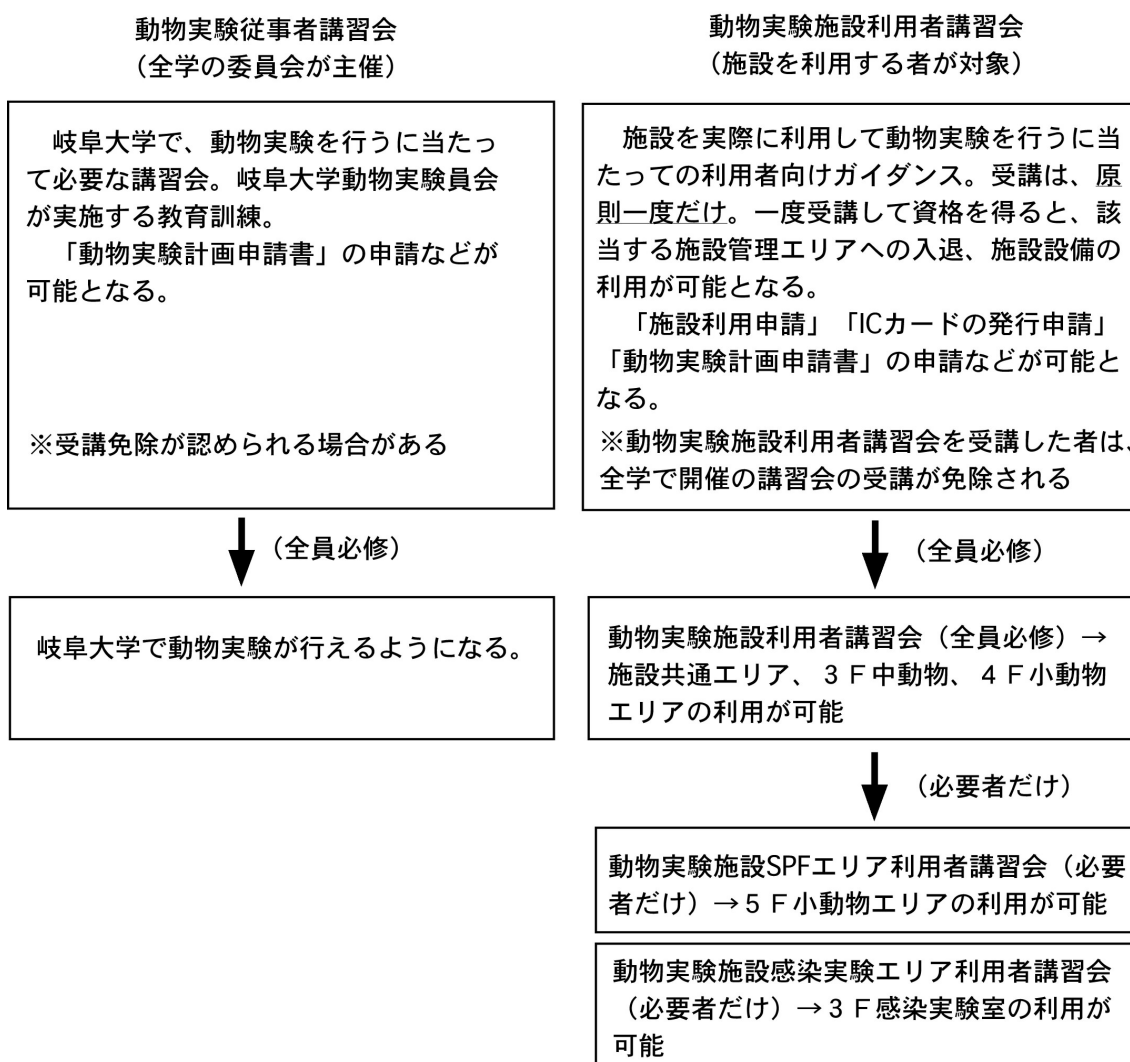 動物実験従事者講習会
（全学の委員会が主催）
岐阜大学で、動物実験を行うに当たっ
て必要な講習会。岐阜大学動物実験員会
が実施する教育訓練。
「動物実験計画申請書」の申請などが
可能となる。
※受講免除が認められる場合がある
（全員必修）
岐阜大学で動物実験が行えるようになる。
動物実験施設利用者講習会
（施設を利用する者が対象）
施設を実際に利用して動物実験を行うに当
たっての利用者向けガイダンス。受講は、原
則一度だけ。一度受講して資格を得ると、該
当する施設管理エリアへの入退、施設設備の
利用が可能となる。
「施設利用申請」「ICカードの発行申請」
「動物実験計画申請書」の申請などが可能と
なる。
※動物実験施設利用者講習会を受講した者は、
全学で開催の講習会の受講が免除される
（全員必修）
動物実験施設利用者講習会（全員必修）→
施設共通エリア、３Ｆ中動物、４Ｆ小動物
エリアの利用が可能
（必要者だけ）
動物実験施設SPFエリア利用者講習会（必要
者だけ）→５Ｆ小動物エリアの利用が可能
動物実験施設感染実験エリア利用者講習会
（必要者だけ）→３Ｆ感染実験室の利用が
可能